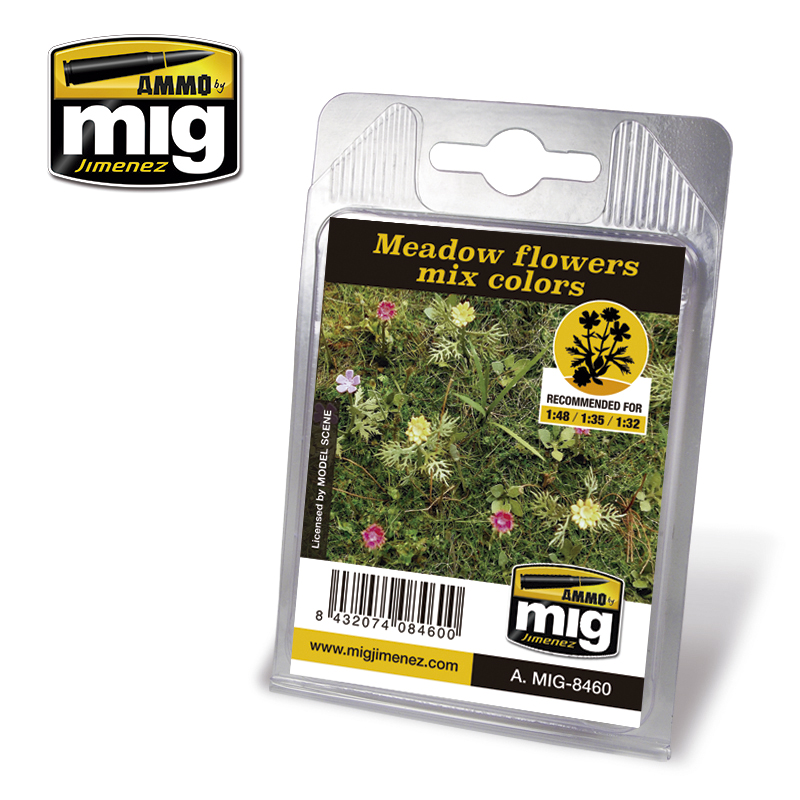 AMMO by
mig
Jimenez
Meadow flowers
mix colors
RECOMMENDED FOR
1:48 / 1:35 / 1:32
Licensed by MODEL SCENE
8 432074 084600
AMMO by
mig
Jimenez
www.migjimenez.com
A. MIG-8460